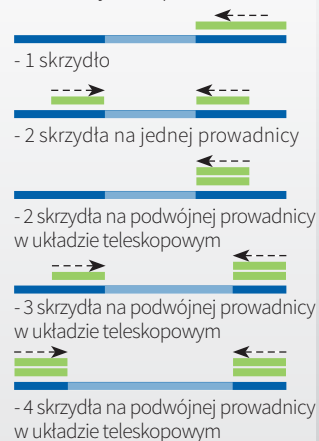 - 1 skrzydło
- 2 skrzydła na jednej prowadnicy
- 2 skrzydła na podwójnej prowadnicy
w układzie teleskopowym
- 3 skrzydła na podwójnej prowadnicy
w układzie teleskopowym
- 4 skrzydła na podwójnej prowadnicy
w układzie teleskopowym